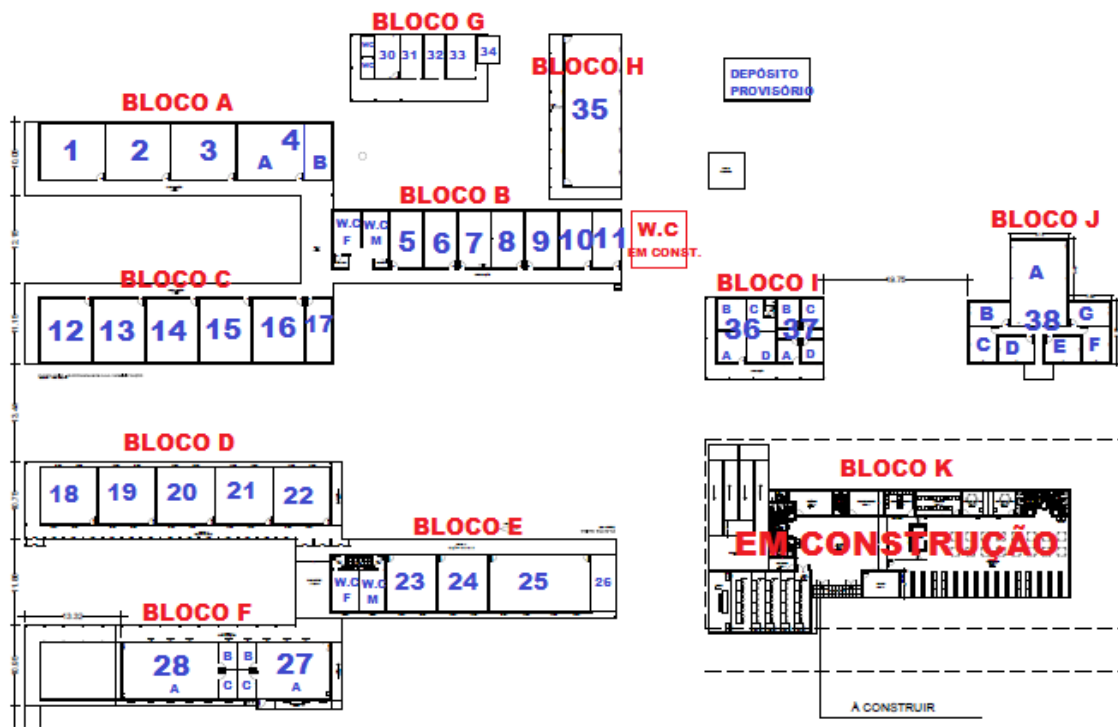 BLOCO G
WC
WC
30
31
32
33
34
BLOCO H
35
DEPÓSITO
PROVISÓRIO
BLOCO A
1
2
3
4
A
B
BLOCO B
W.C
F
W.C
M
5
6
7
8
9
10
11
W.C
EM CONST.
BLOCO J
A
B
38
G
C
D
E
F
BLOCO C
12
13
14
15
16
17
BLOCO I
B
C
36
A
D
B
C
37
A
D
19.75
BLOCO D
18
19
20
21
22
BLOCO E
W.C
F
W.C
M
23
24
25
26
BLOCO K
EM CONSTRUÇÃO
BLOCO F
28
A
B
B
C
C
27
A
À CONSTRUIR